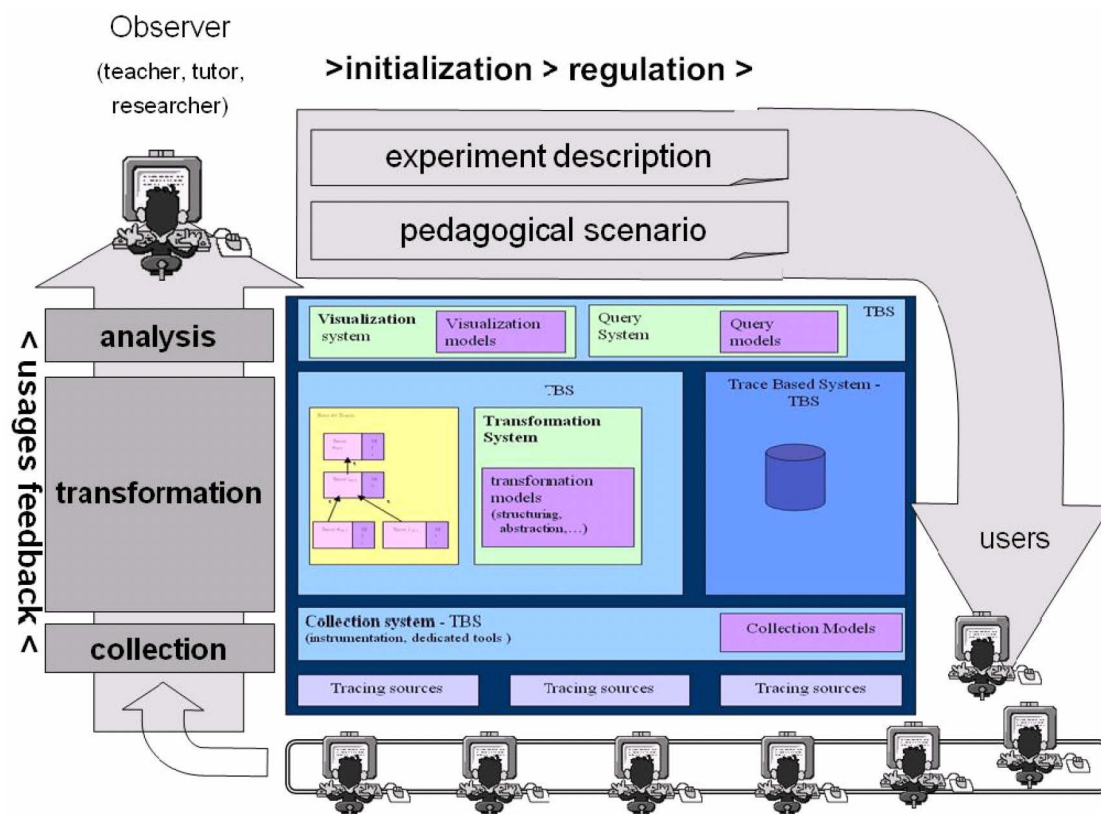 Observer
(teacher, tutor,
researcher)
>initialization > regulation >
experiment description
pedagogical scenario
< usages feedback <
analysis
transformation
collection
Visualization
system
Visualization
models
Query
System
Query
models
TBS
TBS
Transformation
System
transformation
models
(structuring,
abstraction,...)
Trace Based System -
TBS
Collection system - TBS
(instrumentation, dedicated tools )
Collection Models
Tracing sources
Tracing sources
Tracing sources
users